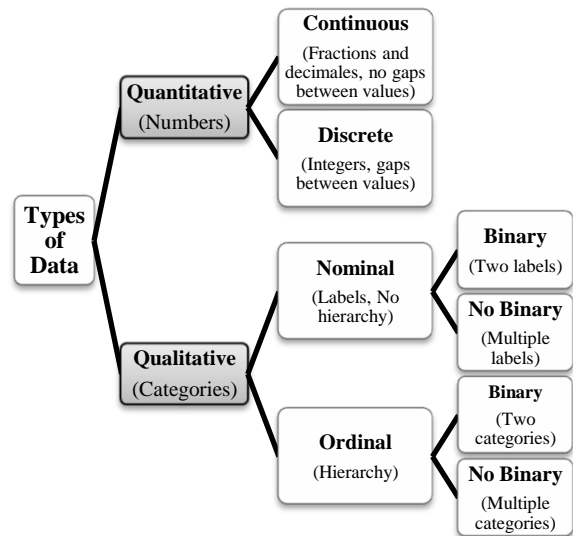 Types
of
Data
Quantitative
(Numbers)
Continuous
(Fractions and
decimales, no gaps
between values)
Discrete
(Integers, gaps
between values)
Qualitative
(Categories)
Nominal
(Labels, No
hierarchy)
Binary
(Two labels)
No Binary
(Multiple
labels)
Ordinal
(Hierarchy)
Binary
(Two
categories)
No Binary
(Multiple
categories)